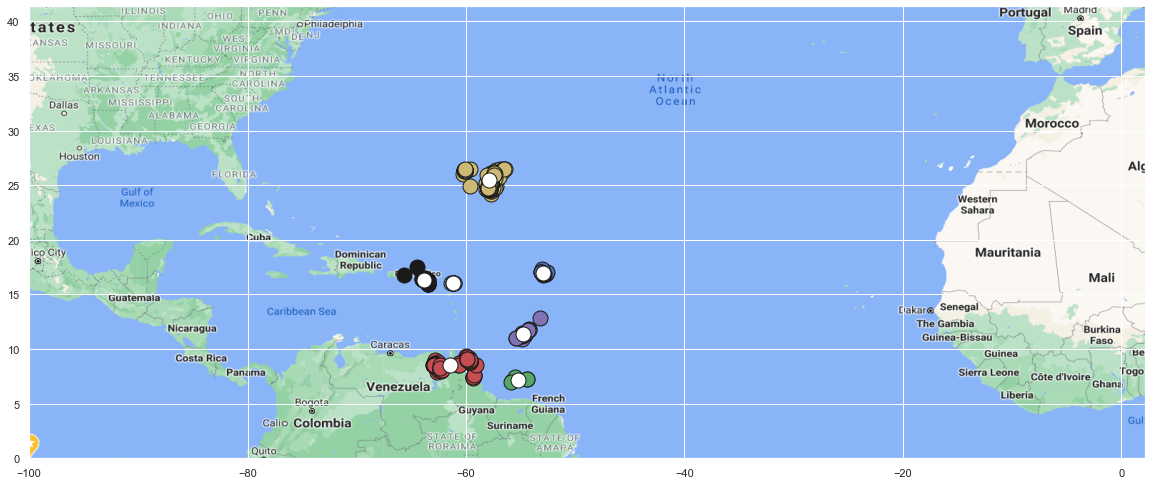 40
35
30
25
20
15
10
5
0
−100
−80
−60
−40
−20
0
ILLINOIS
OHIO
PENN
Philadelphia
tates
INDIANA
MD
DE
NJ
KANSAS
MISSOURI
WEST
VIRGINIA
KENTUCKY
VIRGINIA
OKLAHOMA
TENNESSEE
NORTH
CAROLINA
ARKANSAS
Dallas
MISSISSIPPI
SOUTH
CAROLINA
ALABAMA
EXAS
GEORGIA
LOUISIANA
Houston
FLORIDA
Gulf of
Mexico
Cuba
ico City
Dominican
Republic
Guatemala
Caribbean Sea
Nicaragua
Caracas
Costa Rica
Panama
Venezuela
Bogota
Guyana
French
Guiana
Cali
Colombia
Suriname
STATE OF
RORAIMA
STATE OF
AMAPA
Quito
North
Atlantic
Ocean
Portugal
Madrid
Spain
Morocco
Alg
Western
Sahara
Mauritania
Mali
Dakar
Senegal
The Gambia
Guinea-Bissau
Burkina
Faso
Guinea
Be
Sierra Leone
Côte d'Ivoire
Togo
Ghana
Liberia
Gulf